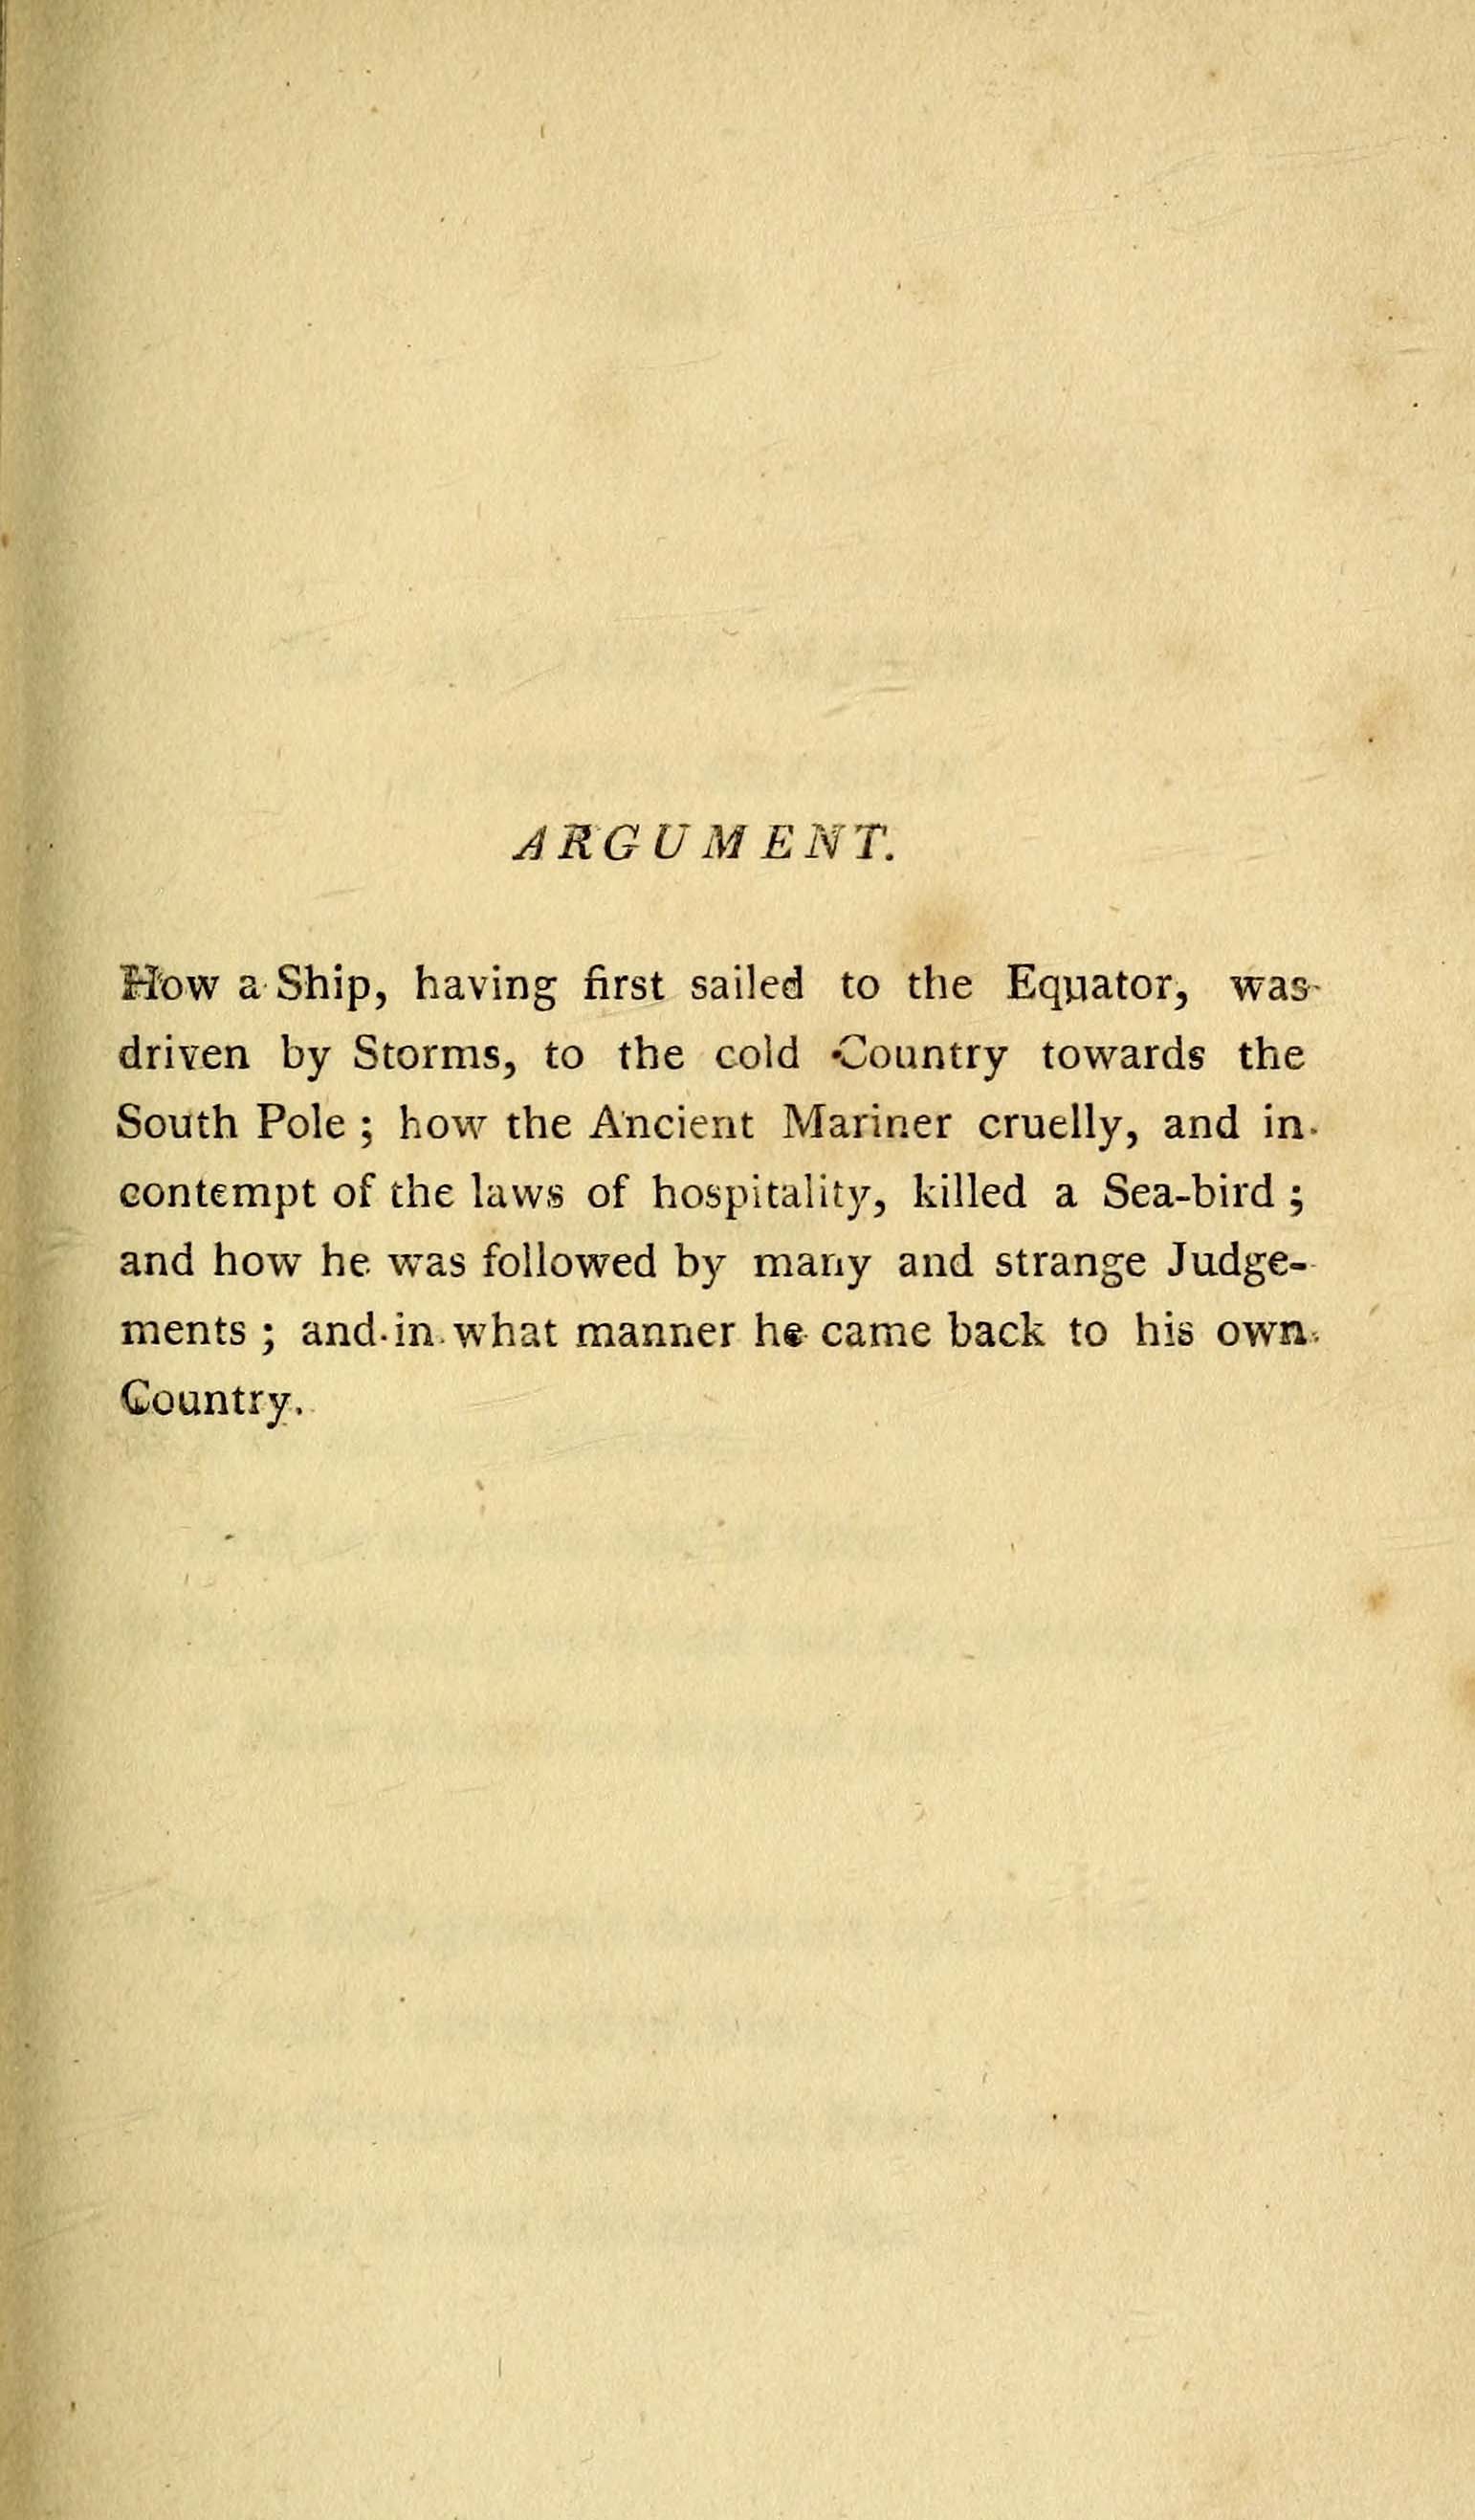 ARGUMENT.
How a Ship, having first sailed to the Equator, was
driven by Storms, to the cold Country towards the
South Pole ; how the Ancient Mariner cruelly, and in
contempt of the laws of hospitality, killed a Sea-bird ;
and how he was followed by many and strange Judge-
ments ; and in what manner he came back to his own
Country.